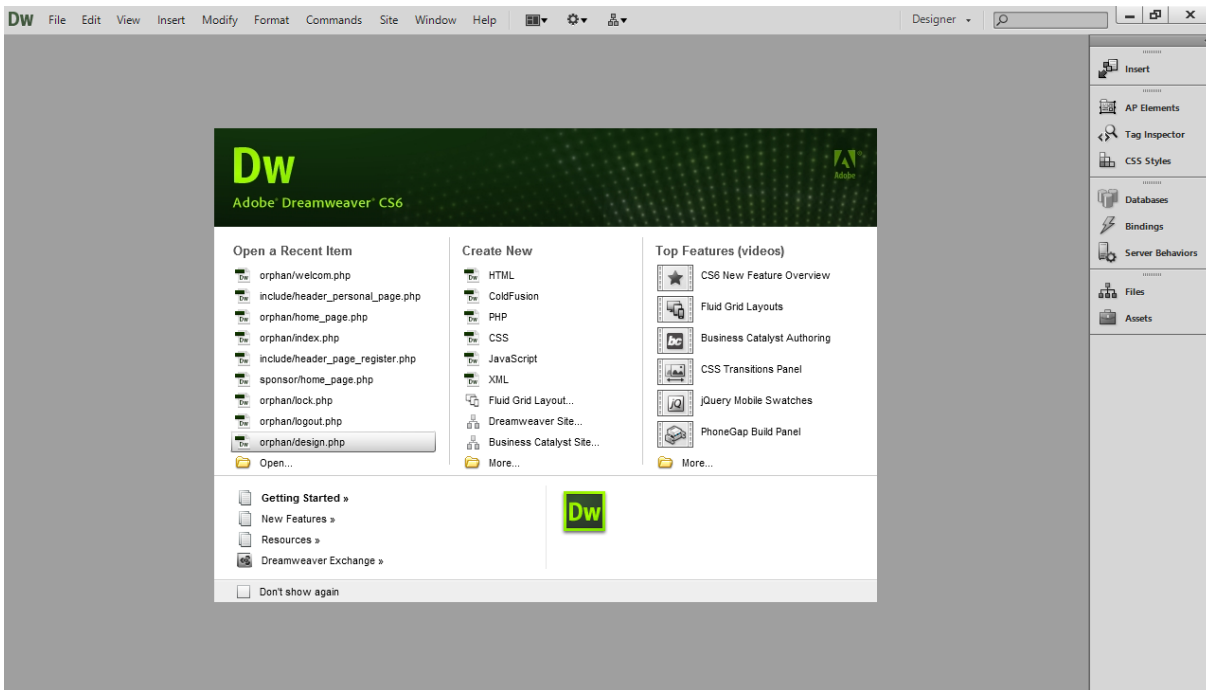 Dw File Edit View Insert Modify Format Commands Site Window Help Designer
Insert
AP Elements
Tag Inspector
CSS Styles
Databases
Bindings
Server Behaviors
Files
Assets
Dw
Adobe® Dreamweaver® CS6
Adobe®
Open a Recent Item
orphan/welcom.php
include/header_personal_page.php
orphan/home_page.php
orphan/index.php
include/header_page_register.php
sponsor/home_page.php
orphan/lock.php
orphan/logout.php
orphan/design.php
Open...
Create New
HTML
ColdFusion
PHP
CSS
JavaScript
XML
Fluid Grid Layout...
Dreamweaver Site...
Business Catalyst Site...
More...
Top Features (videos)
CS6 New Feature Overview
Fluid Grid Layouts
bc Business Catalyst Authoring
CSS Transitions Panel
jQ jQuery Mobile Swatches
PhoneGap Build Panel
More...
Getting Started »
New Features »
Resources »
Dreamweaver Exchange »
Dw
Don't show again